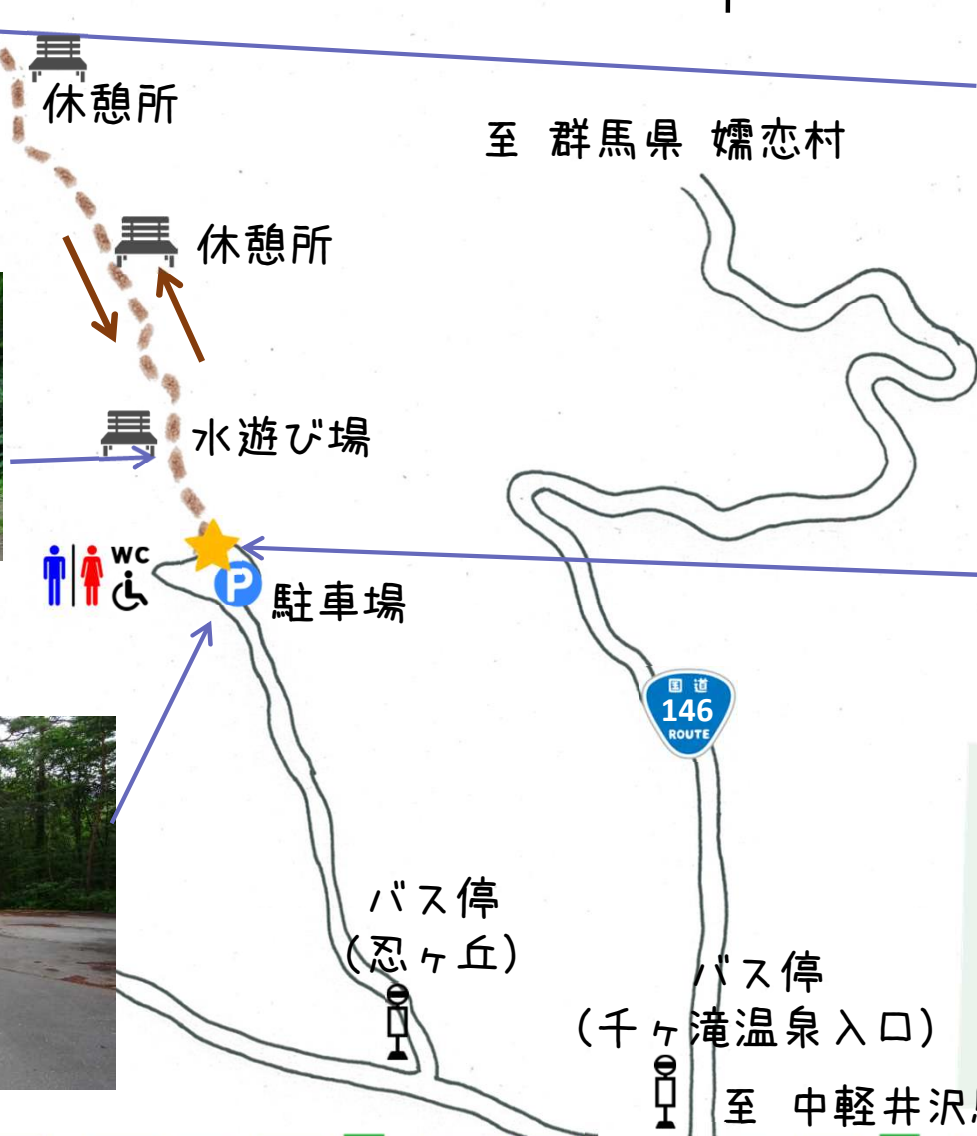 休憩所
至 群馬県 嬬恋村
休憩所
水遊び場
WC
P
駐車場
国道
146
ROUTE
バス停
(忍ヶ丘)
バス停
(千ヶ滝温泉入口)
至 中軽井沢